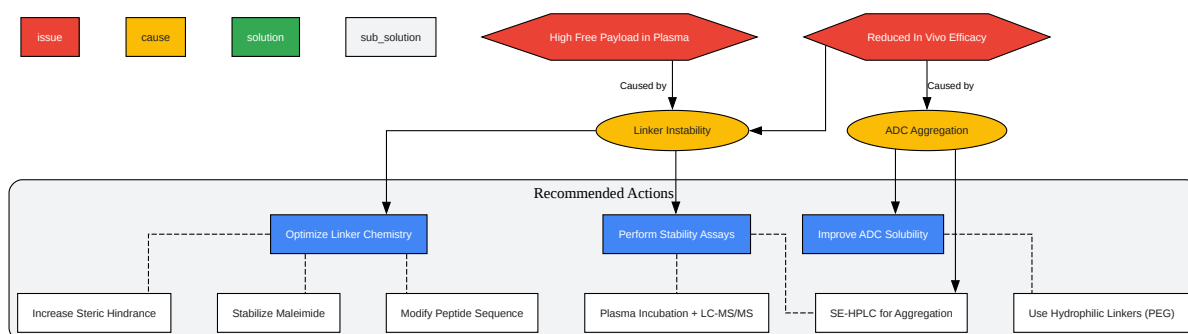 issue
cause
solution
sub_solution
High Free Payload in Plasma
Reduced In Vivo Efficacy
Caused by
Caused by
Linker Instability
ADC Aggregation
Recommended Actions
Optimize Linker Chemistry
Perform Stability Assays
Improve ADC Solubility
Increase Steric Hindrance
Stabilize Maleimide
Modify Peptide Sequence
Plasma Incubation + LC-MS/MS
SE-HPLC for Aggregation
Use Hydrophilic Linkers (PEG)